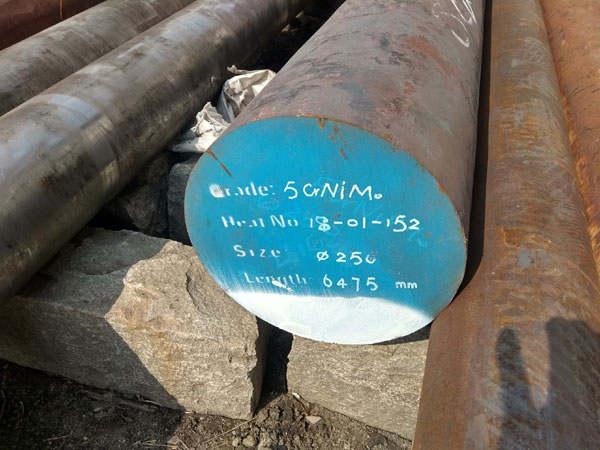 Grade: 5CrNiMo
Heat No 18-01-152
Size ø250
Length 6475 mm